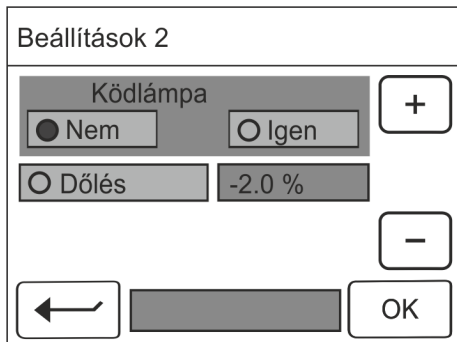 Beállítások 2
Ködlámpa
+
Nem
Igen
Dőlés
-2.0 %
−
OK